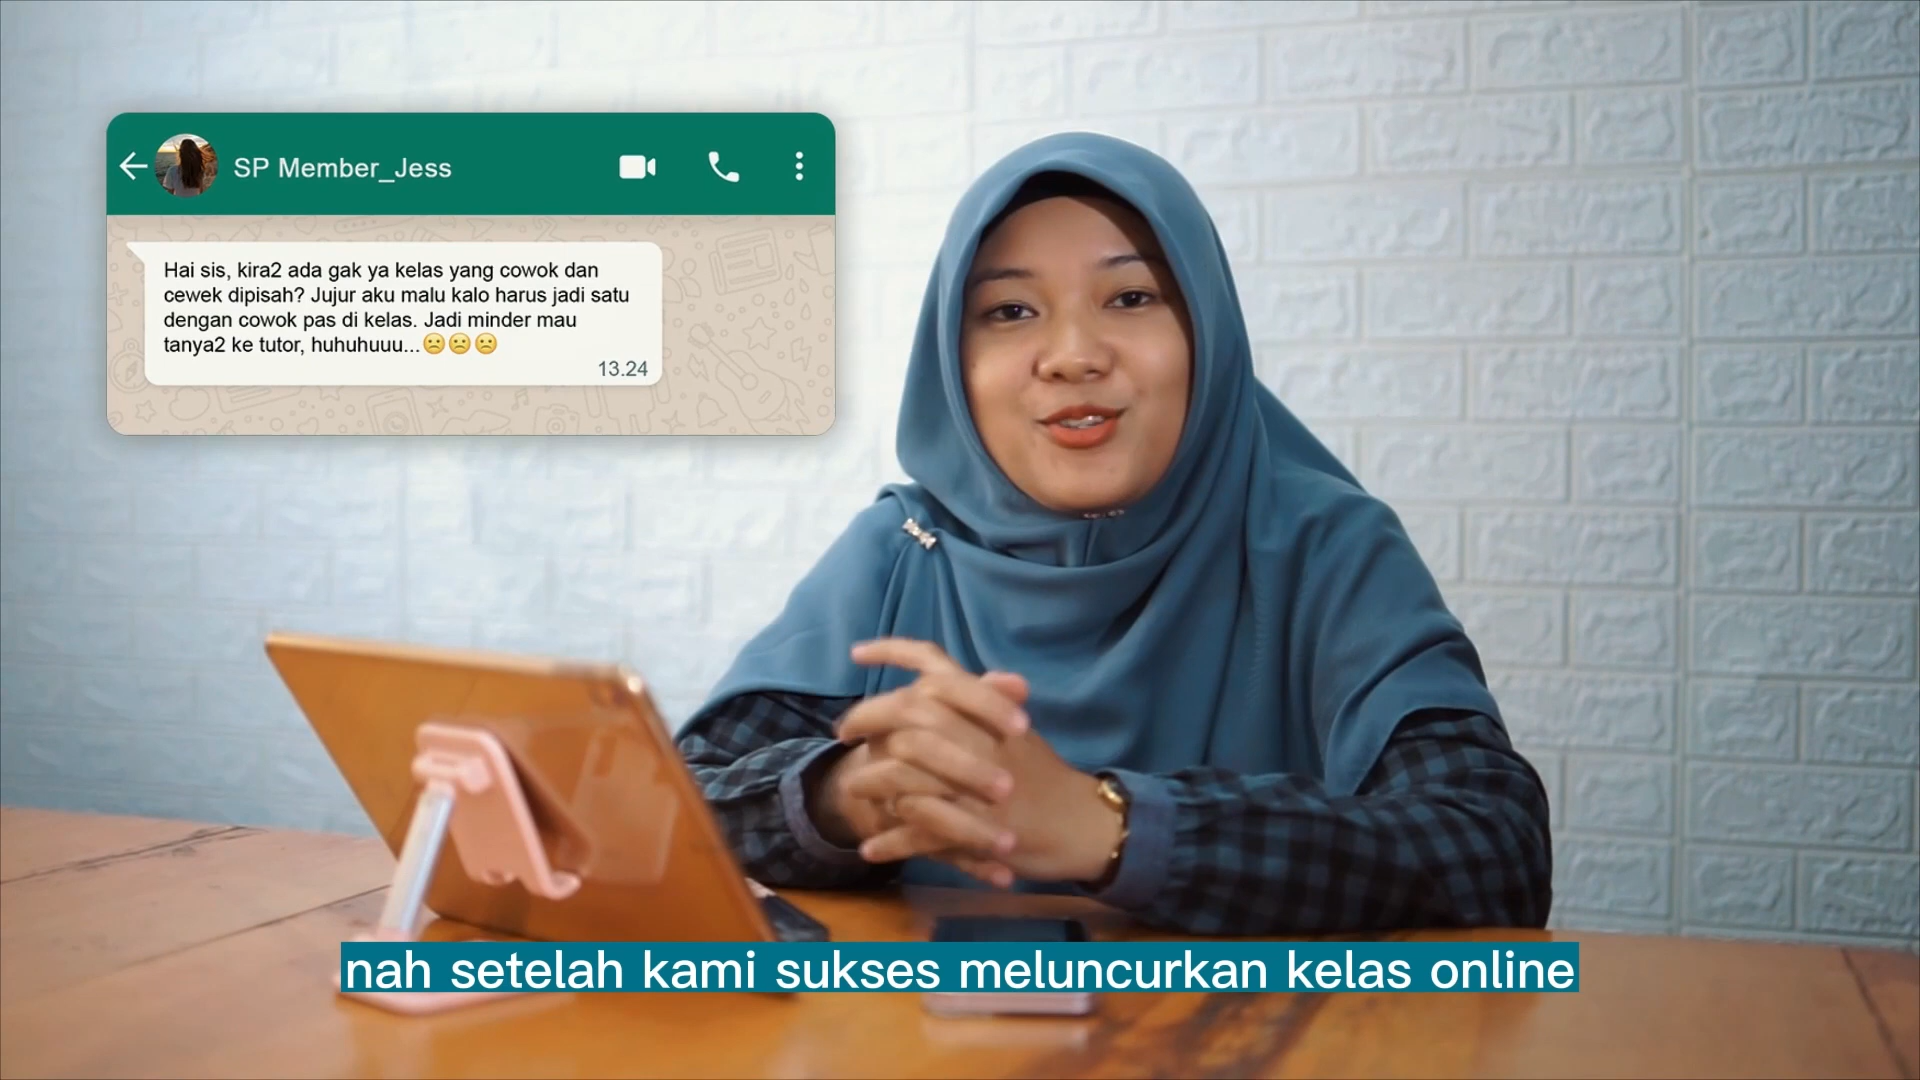 SP Member_Jess
Hai sis, kira2 ada gak ya kelas yang cowok dan
cewek dipisah? Jujur aku malu kalo harus jadi satu
dengan cowok pas di kelas. Jadi minder mau
tanya2 ke tutor, huhuhuuu...☹️☹️☹️
13.24
nah setelah kami sukses meluncurkan kelas online